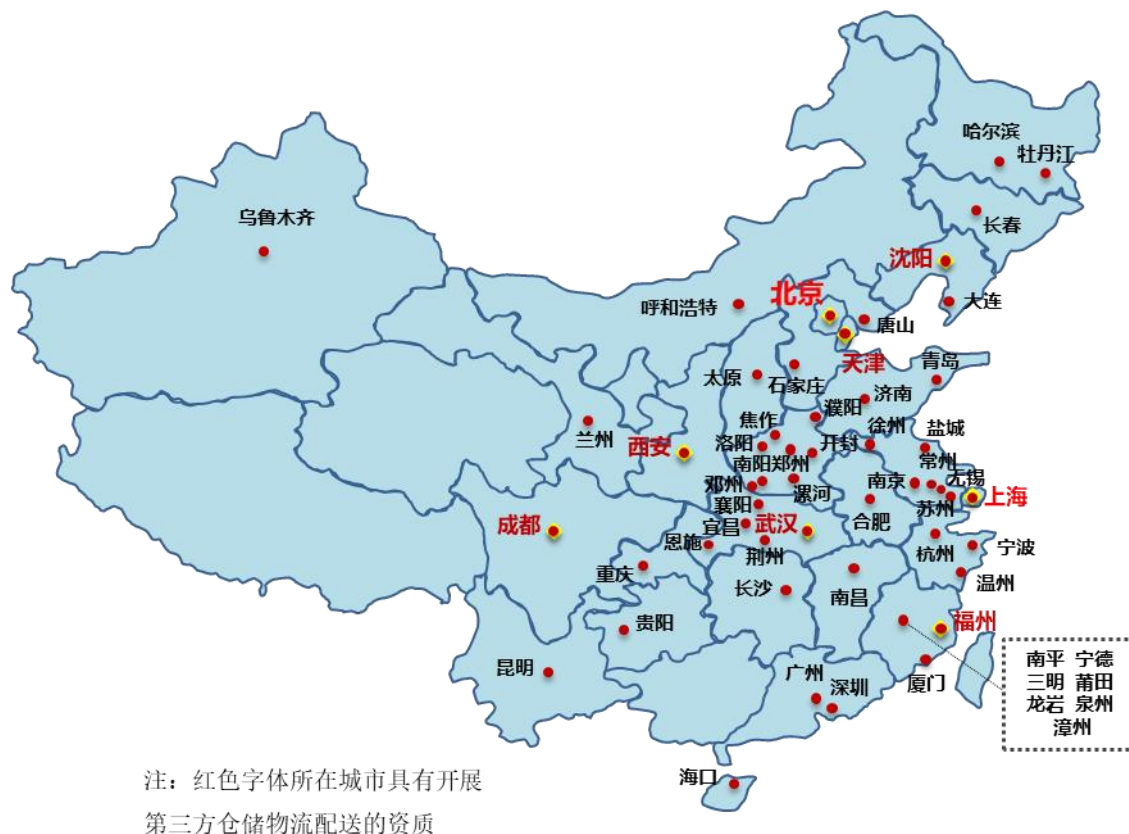 哈尔滨
牡丹江
乌鲁木齐
长春
沈阳
北京
呼和浩特
大连
唐山
天津
青岛
太原
石家庄
济南
濮阳
焦作
徐州
盐城
兰州
西安
洛阳
开封
常州
南阳
郑州
无锡
邓州
漯河
南京
上海
襄阳
苏州
成都
宜昌
武汉
合肥
恩施
荆州
杭州
宁波
重庆
长沙
南昌
温州
贵阳
福州
昆明
广州
深圳
厦门
南平 宁德
三明 莆田
龙岩 泉州
漳州
海口
注：红色字体所在城市具有开展
第三方仓储物流配送的资质